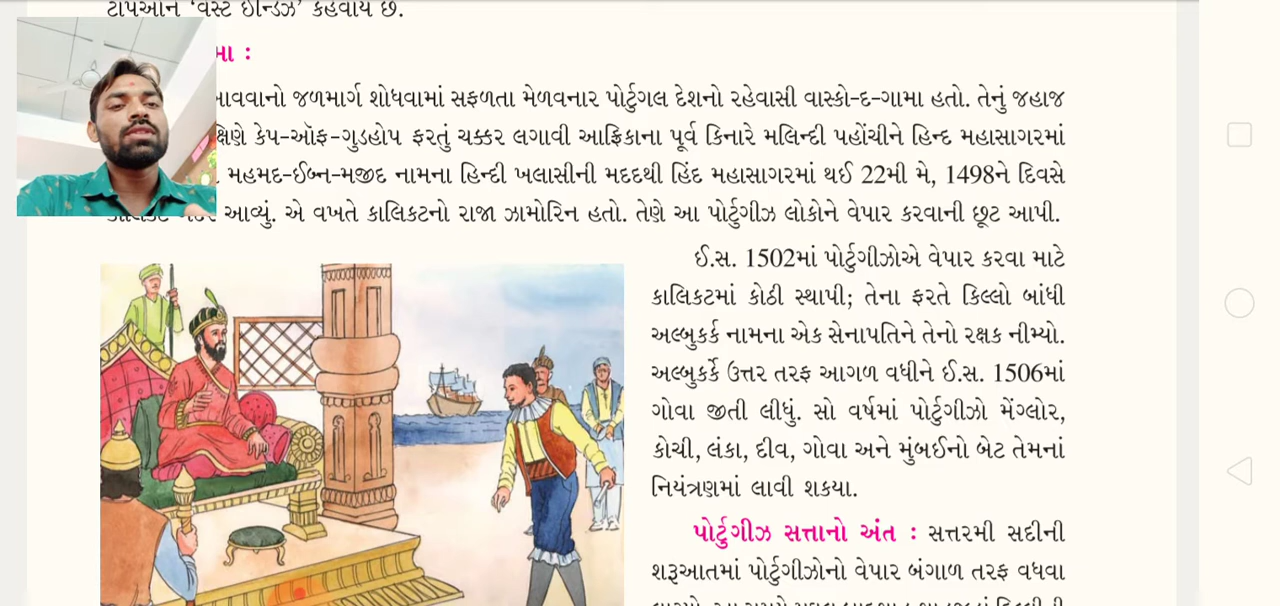 ટાપુઓને 'વેસ્ટ ઇન્ડિઝ' કહેવાય છે.
મા :
આવવાનો જળમાર્ગ શોધવામાં સફળતા મેળવનાર પોર્ટુગલ દેશનો રહેવાસી વાસ્કો-દ-ગામા હતો. તેનું જહાજ
ક્ષિણે કેપ-ઑફ-ગુડહોપ ફરતું ચક્કર લગાવી આફ્રિકાના પૂર્વ કિનારે મલિન્દી પહોંચીને હિન્દ મહાસાગરમાં
મહમદ-ઈબ્ન-મજીદ નામના હિન્દી ખલાસીની મદદથી હિંદ મહાસાગરમાં થઈ 22મી મે, 1498ને દિવસે
આવ્યું. એ વખતે કાલિકટનો રાજા ઝામોરિન હતો. તેણે આ પોર્ટુગીઝ લોકોને વેપાર કરવાની છૂટ આપી.
ઈ.સ. 1502માં પોર્ટુગીઝોએ વેપાર કરવા માટે
કાલિકટમાં કોઠી સ્થાપી; તેના ફરતે કિલ્લો બાંધી
અલ્બુકર્ક નામના એક સેનાપતિને તેનો રક્ષક નીમ્યો.
અલ્બુકર્કે ઉત્તર તરફ આગળ વધીને ઈ.સ. 1506માં
ગોવા જીતી લીધું. સો વર્ષમાં પોર્ટુગીઝો મેંગ્લોર,
કોચી, લંકા, દીવ, ગોવા અને મુંબઈનો બેટ તેમનાં
નિયંત્રણમાં લાવી શકયા.
પોર્ટુગીઝ સત્તાનો અંત : સત્તરમી સદીની
શરૂઆતમાં પોર્ટુગીઝોનો વેપાર બંગાળ તરફ વધવા